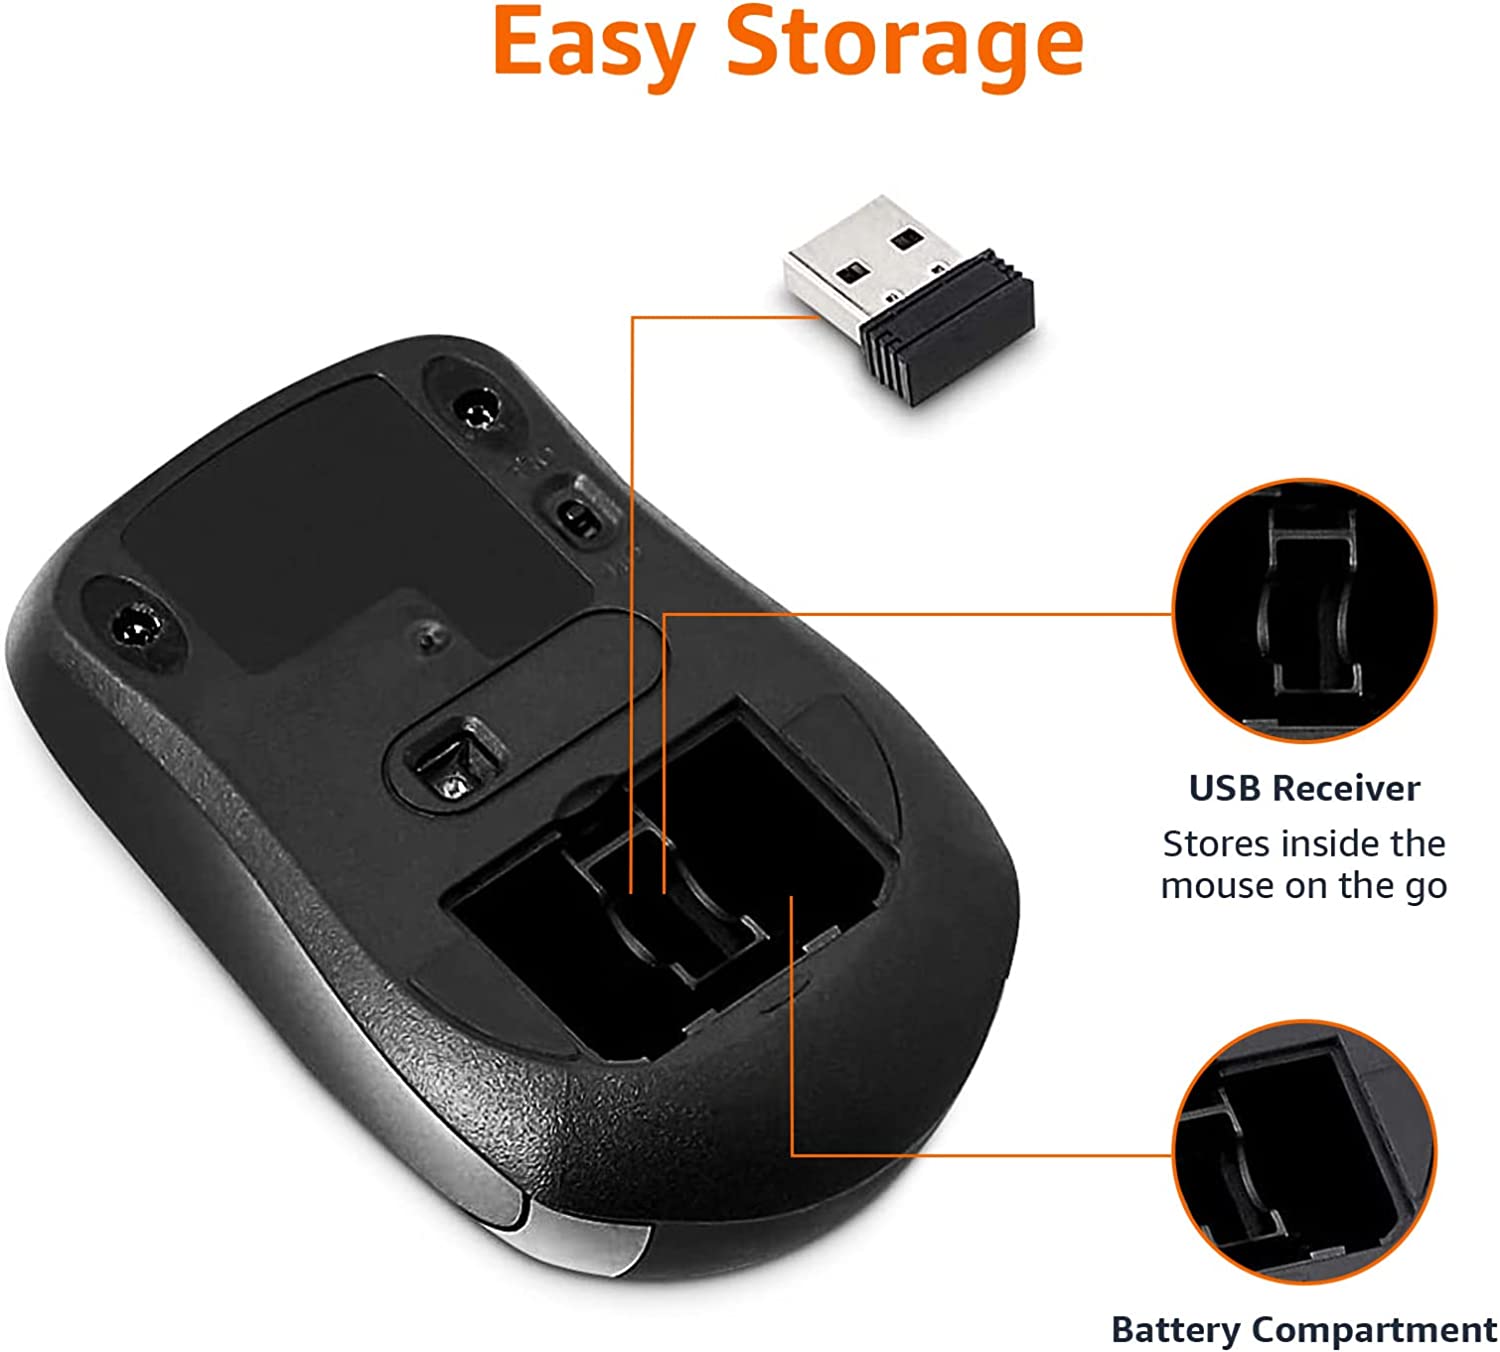 Easy Storage
USB Receiver
Stores inside the
mouse on the go
Battery Compartment